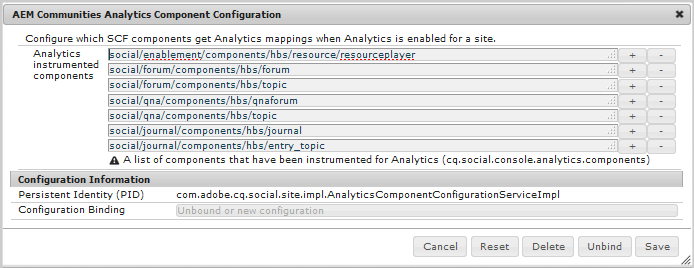 AEM Communities Analytics Component Configuration
Configure which SCF components get Analytics mappings when Analytics is enabled for a site.
Analytics instrumented components
social/enablement/components/hbs/resource/resourceplayer + -
social/forum/components/hbs/forum + -
social/forum/components/hbs/topic + -
social/qna/components/hbs/qnaforum + -
social/qna/components/hbs/topic + -
social/journal/components/hbs/journal + -
social/journal/components/hbs/entry_topic + -
A list of components that have been instrumented for Analytics (cq.social.console.analytics.components)
Configuration Information
Persistent Identity (PID) com.adobe.cq.social.site.impl.AnalyticsComponentConfigurationServiceImpl
Configuration Binding Unbound or new configuration
Cancel Reset Delete Unbind Save